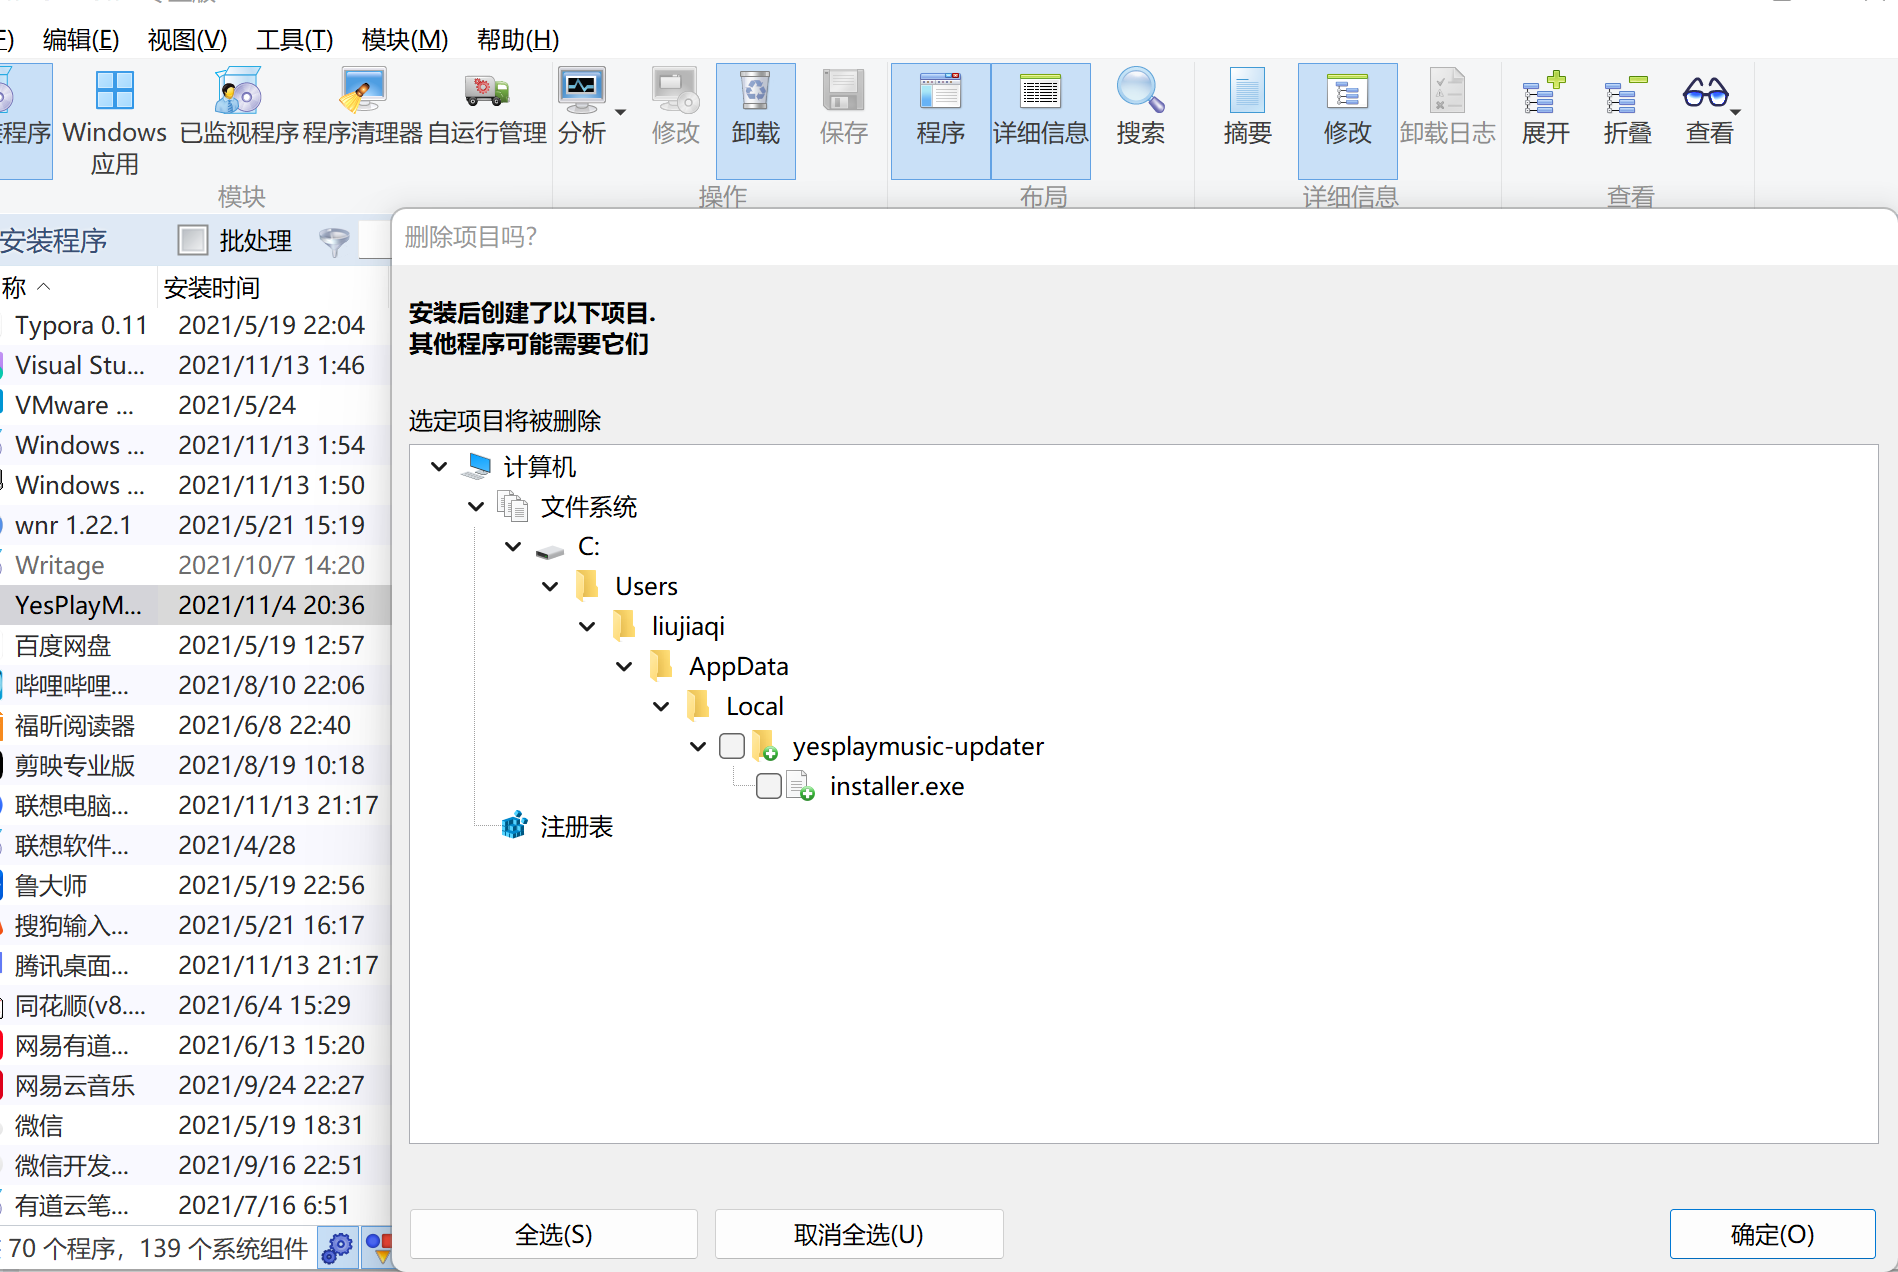 编辑(E) 视图(V) 工具(T) 模块(M) 帮助(H)
程序 Windows 应用 已监视程序 程序清理器 自运行管理 分析 修改 卸载 保存 程序 详细信息 搜索 摘要 修改 卸载日志 展开 折叠 查看
模块 操作 布局 详细信息 查看
安装程序 批处理
称 安装时间
Typora 0.11 2021/5/19 22:04
Visual Stu... 2021/11/13 1:46
VMware ... 2021/5/24
Windows ... 2021/11/13 1:54
Windows ... 2021/11/13 1:50
wnr 1.22.1 2021/5/21 15:19
Writage 2021/10/7 14:20
YesPlayM... 2021/11/4 20:36
百度网盘 2021/5/19 12:57
哔哩哔哩... 2021/8/10 22:06
福昕阅读器 2021/6/8 22:40
剪映专业版 2021/8/19 10:18
联想电脑... 2021/11/13 21:17
联想软件... 2021/4/28
鲁大师 2021/5/19 22:56
搜狗输入... 2021/5/21 16:17
腾讯桌面... 2021/11/13 21:17
同花顺(v8.... 2021/6/4 15:29
网易有道... 2021/6/13 15:20
网易云音乐 2021/9/24 22:27
微信 2021/5/19 18:31
微信开发... 2021/9/16 22:51
有道云笔... 2021/7/16 6:51
70 个程序，139 个系统组件
删除项目吗?
安装后创建了以下项目.
其他程序可能需要它们
选定项目将被删除
计算机
文件系统
C:
Users
liujiaqi
AppData
Local
yesplaymusic-updater
installer.exe
注册表
全选(S) 取消全选(U) 确定(O)